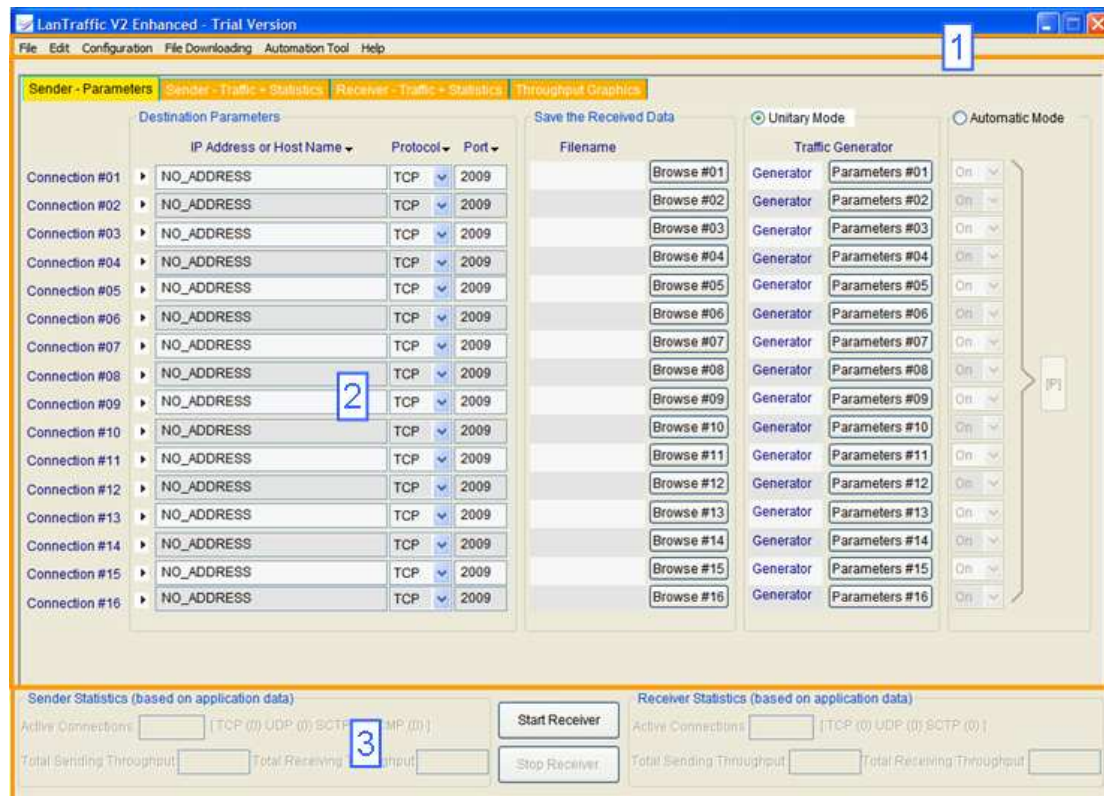 LanTraffic V2 Enhanced - Trial Version
File Edit Configuration File Downloading Automation Tool Help
1
Sender - Parameters Sender - Traffic + Statistics Receiver - Traffic + Statistics Throughput Graphics
Destination Parameters Save the Received Data Unitary Mode Automatic Mode
IP Address or Host Name Protocol Port Filename Traffic Generator
Connection #01 NO_ADDRESS TCP 2009 Browse #01 Generator Parameters #01 On
Connection #02 NO_ADDRESS TCP 2009 Browse #02 Generator Parameters #02 On
Connection #03 NO_ADDRESS TCP 2009 Browse #03 Generator Parameters #03 On
Connection #04 NO_ADDRESS TCP 2009 Browse #04 Generator Parameters #04 On
Connection #05 NO_ADDRESS TCP 2009 Browse #05 Generator Parameters #05 On
Connection #06 NO_ADDRESS TCP 2009 Browse #06 Generator Parameters #06 On
Connection #07 NO_ADDRESS TCP 2009 Browse #07 Generator Parameters #07 On
Connection #08 NO_ADDRESS TCP 2009 Browse #08 Generator Parameters #08 On
[P]
2
Connection #09 NO_ADDRESS TCP 2009 Browse #09 Generator Parameters #09 On
Connection #10 NO_ADDRESS TCP 2009 Browse #10 Generator Parameters #10 On
Connection #11 NO_ADDRESS TCP 2009 Browse #11 Generator Parameters #11 On
Connection #12 NO_ADDRESS TCP 2009 Browse #12 Generator Parameters #12 On
Connection #13 NO_ADDRESS TCP 2009 Browse #13 Generator Parameters #13 On
Connection #14 NO_ADDRESS TCP 2009 Browse #14 Generator Parameters #14 On
Connection #15 NO_ADDRESS TCP 2009 Browse #15 Generator Parameters #15 On
Connection #16 NO_ADDRESS TCP 2009 Browse #16 Generator Parameters #16 On
Sender Statistics (based on application data) Receiver Statistics (based on application data)
Active Connections [ TCP (0) UDP (0) SCTP MP (0) ] Start Receiver Active Connections [ TCP (0) UDP (0) SCTP (0) ]
3
Total Sending Throughput Total Receiving Stop Receiver Total Sending Throughput Total Receiving Throughput